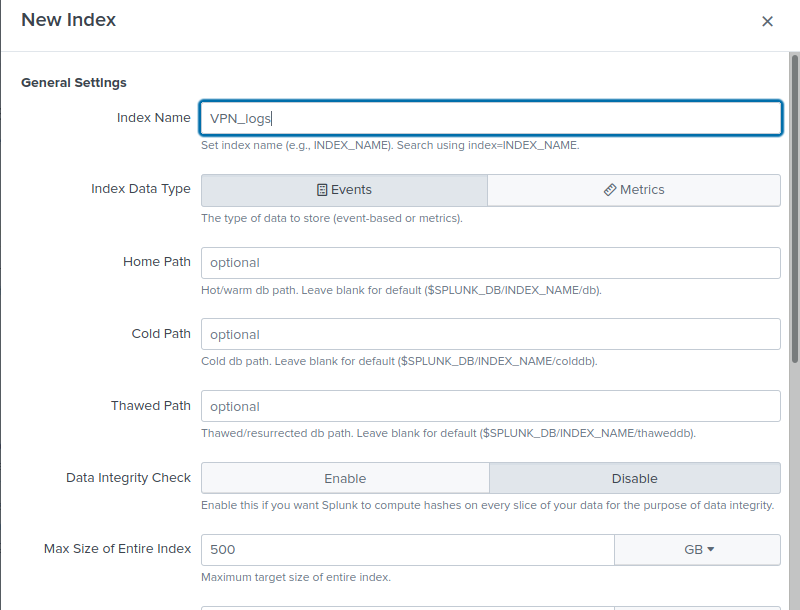 New Index
General Settings
Index Name
VPN_logs
Set index name (e.g., INDEX_NAME). Search using index=INDEX_NAME.
Index Data Type
Events
Metrics
The type of data to store (event-based or metrics).
Home Path
optional
Hot/warm db path. Leave blank for default ($SPLUNK_DB/INDEX_NAME/db).
Cold Path
optional
Cold db path. Leave blank for default ($SPLUNK_DB/INDEX_NAME/colddb).
Thawed Path
optional
Thawed/resurrected db path. Leave blank for default ($SPLUNK_DB/INDEX_NAME/thaweddb).
Data Integrity Check
Enable
Disable
Enable this if you want Splunk to compute hashes on every slice of your data for the purpose of data integrity.
Max Size of Entire Index
500
GB
Maximum target size of entire index.